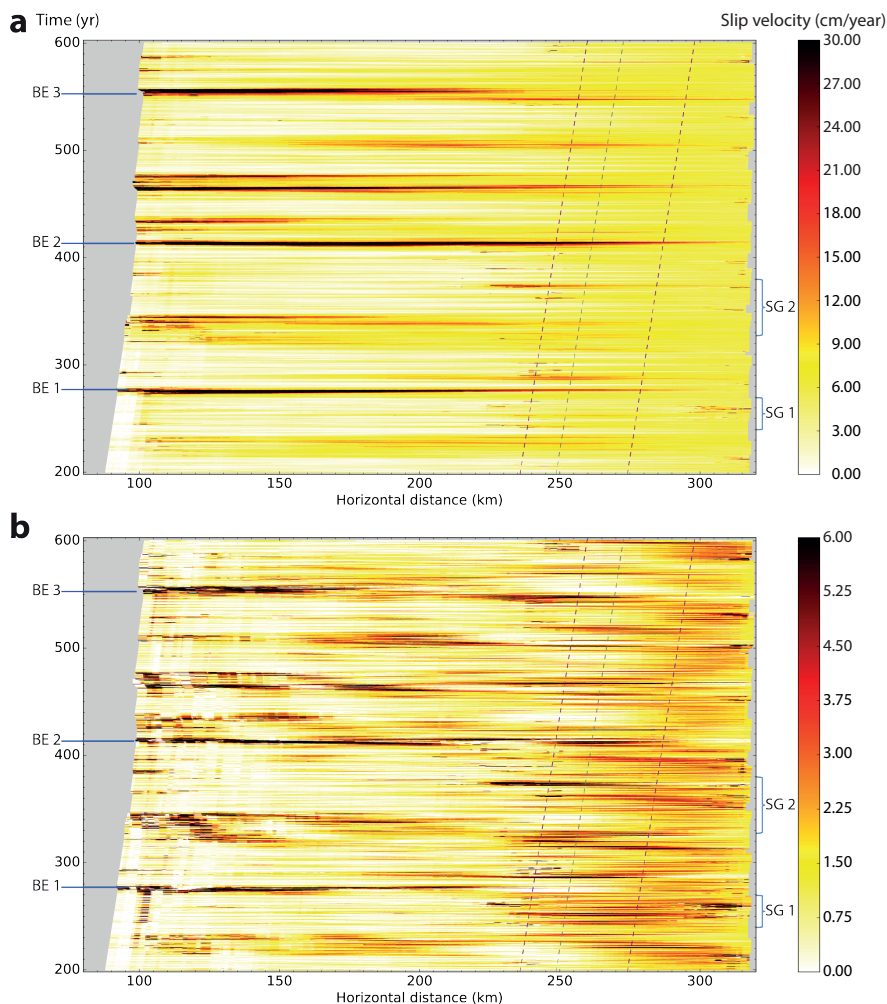 a Time (yr)
Slip velocity (cm/year)
600
BE 3
500
BE 2
400
300
BE 1
200
SG 2
SG 1
100
150
200
250
300
Horizontal distance (km)
30.00
27.00
24.00
21.00
18.00
15.00
12.00
9.00
6.00
3.00
0.00
b
600
BE 3
500
BE 2
400
300
BE 1
200
SG 2
SG 1
100
150
200
250
300
Horizontal distance (km)
6.00
5.25
4.50
3.75
3.00
2.25
1.50
0.75
0.00